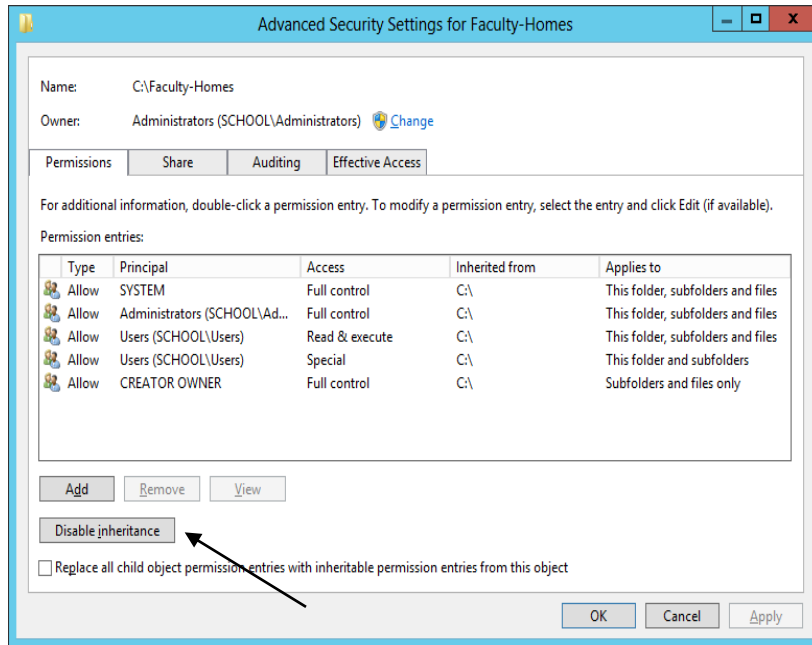 Advanced Security Settings for Faculty-Homes
Name: C:\Faculty-Homes
Owner: Administrators (SCHOOL\Administrators) Change
Permissions Share Auditing Effective Access
For additional information, double-click a permission entry. To modify a permission entry, select the entry and click Edit (if available).
Permission entries:
Type Principal Access Inherited from Applies to
Allow SYSTEM Full control C:\ This folder, subfolders and files
Allow Administrators (SCHOOL\Ad... Full control C:\ This folder, subfolders and files
Allow Users (SCHOOL\Users) Read & execute C:\ This folder, subfolders and files
Allow Users (SCHOOL\Users) Special C:\ This folder and subfolders
Allow CREATOR OWNER Full control C:\ Subfolders and files only
Add Remove View
Disable inheritance
Replace all child object permission entries with inheritable permission entries from this object
OK Cancel Apply